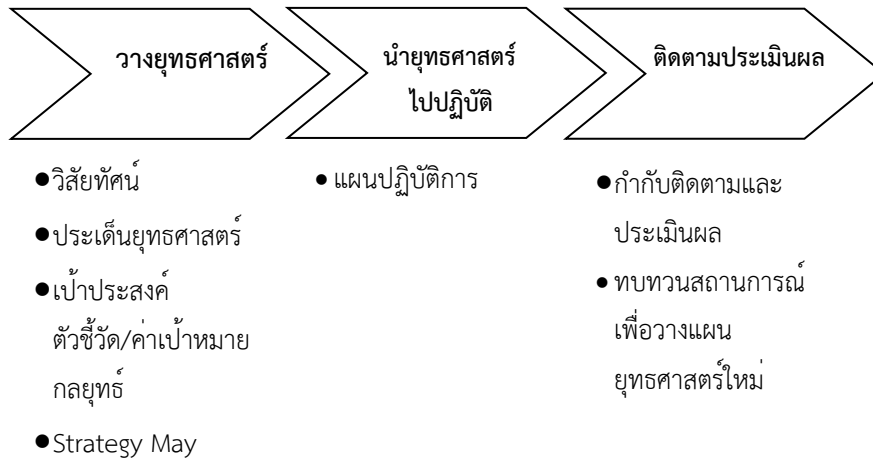 วางยุทธศาสตร์
นำยุทธศาสตร์
ไปปฏิบัติ
ติดตามประเมินผล
●วิสัยทัศน์
●ประเด็นยุทธศาสตร์
●เป้าประสงค์
ตัวชี้วัด/ค่าเป้าหมาย
กลยุทธ์
●Strategy May
● แผนปฏิบัติการ
●กำกับติดตามและ
ประเมินผล
● ทบทวนสถานการณ์
เพื่อวางแผน
ยุทธศาสตร์ใหม่